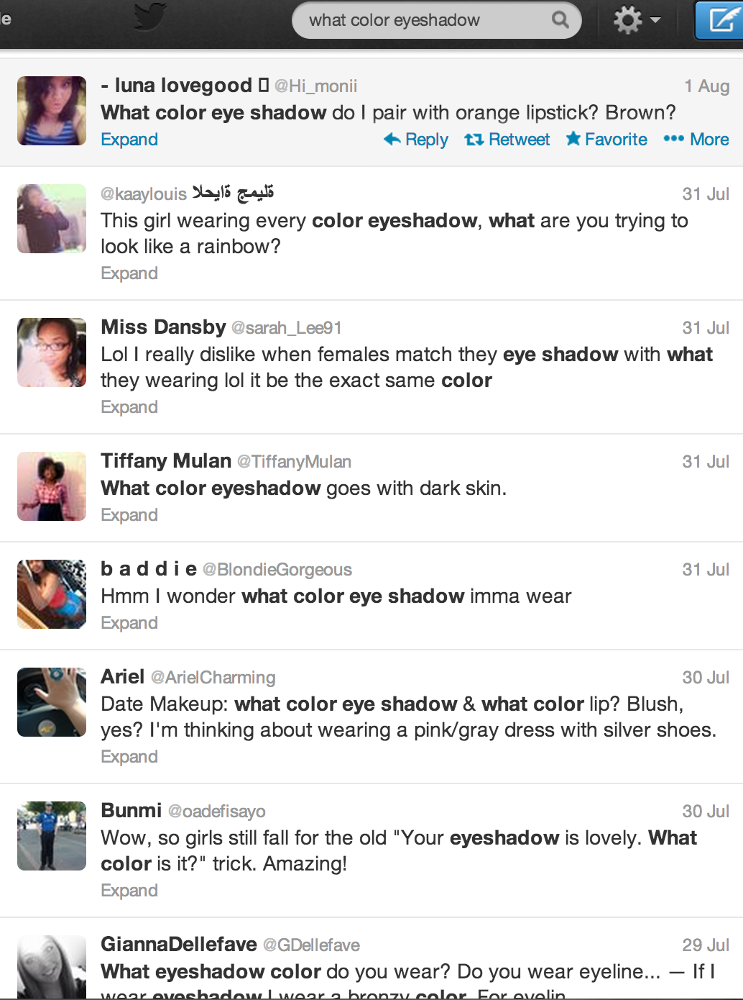 e
what color eyeshadow
- luna lovegood @Hi_monii 1 Aug
What color eye shadow do I pair with orange lipstick? Brown?
Expand Reply Retweet Favorite More
@kaaylouis ةليمج ةايحلا 31 Jul
This girl wearing every color eyeshadow, what are you trying to
look like a rainbow?
Expand
Miss Dansby @sarah_Lee91 31 Jul
Lol I really dislike when females match they eye shadow with what
they wearing lol it be the exact same color
Expand
Tiffany Mulan @TiffanyMulan 31 Jul
What color eyeshadow goes with dark skin.
Expand
b a d d i e @BlondieGorgeous 31 Jul
Hmm I wonder what color eye shadow imma wear
Expand
Ariel @ArielCharming 30 Jul
Date Makeup: what color eye shadow & what color lip? Blush,
yes? I'm thinking about wearing a pink/gray dress with silver shoes.
Expand
Bunmi @oadefisayo 30 Jul
Wow, so girls still fall for the old "Your eyeshadow is lovely. What
color is it?" trick. Amazing!
Expand
GiannaDellefave @GDellefave 29 Jul
What eyeshadow color do you wear? Do you wear eyeline... — If I
wear eyeshadow I wear a bronzy color. For eyelin